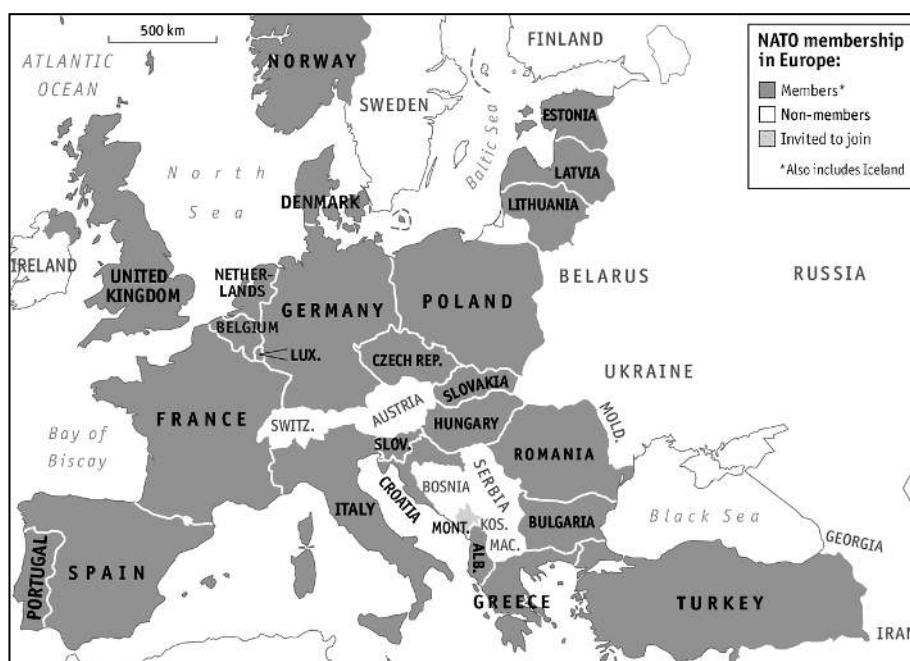 500 km
ATLANTIC
OCEAN
NORWAY
SWEDEN
FINLAND
NATO membership
in Europe:
Members*
Non-members
Invited to join
*Also includes Iceland
ESTONIA
Baltic Sea
LATVIA
LITHUANIA
North
Sea
DENMARK
IRELAND
UNITED
KINGDOM
NETHER-
LANDS
BELGIUM
LUX.
GERMANY
POLAND
BELARUS
RUSSIA
CZECH REP.
SLOVAKIA
UKRAINE
FRANCE
SWITZ.
AUSTRIA
HUNGARY
MOLD.
Bay of
Biscay
SLOV.
ROMANIA
CROATIA
BOSNIA
SERBIA
ITALY
MONT.
KOS.
MAC.
BULGARIA
Black Sea
GEORGIA
PORTUGAL
SPAIN
ALB.
GREECE
TURKEY
IRAN